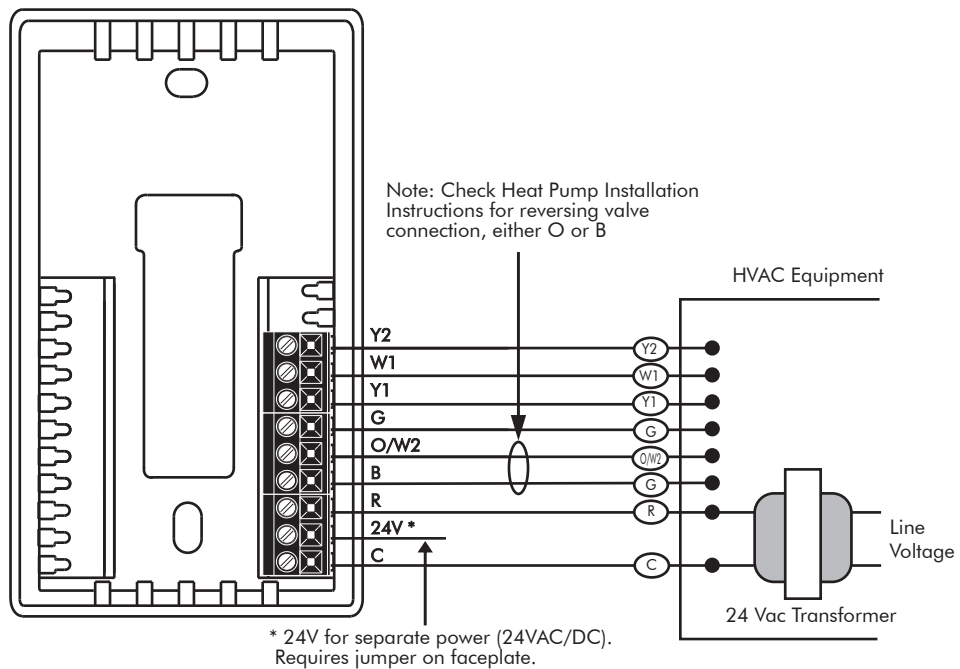 Note: Check Heat Pump Installation
Instructions for reversing valve
connection, either O or B
HVAC Equipment
Y2
Y2
W1
W1
Y1
Y1
G
G
O/W2
O/W2
B
G
R
R
24V *
C
C
Line
Voltage
24 Vac Transformer
* 24V for separate power (24VAC/DC).
Requires jumper on faceplate.